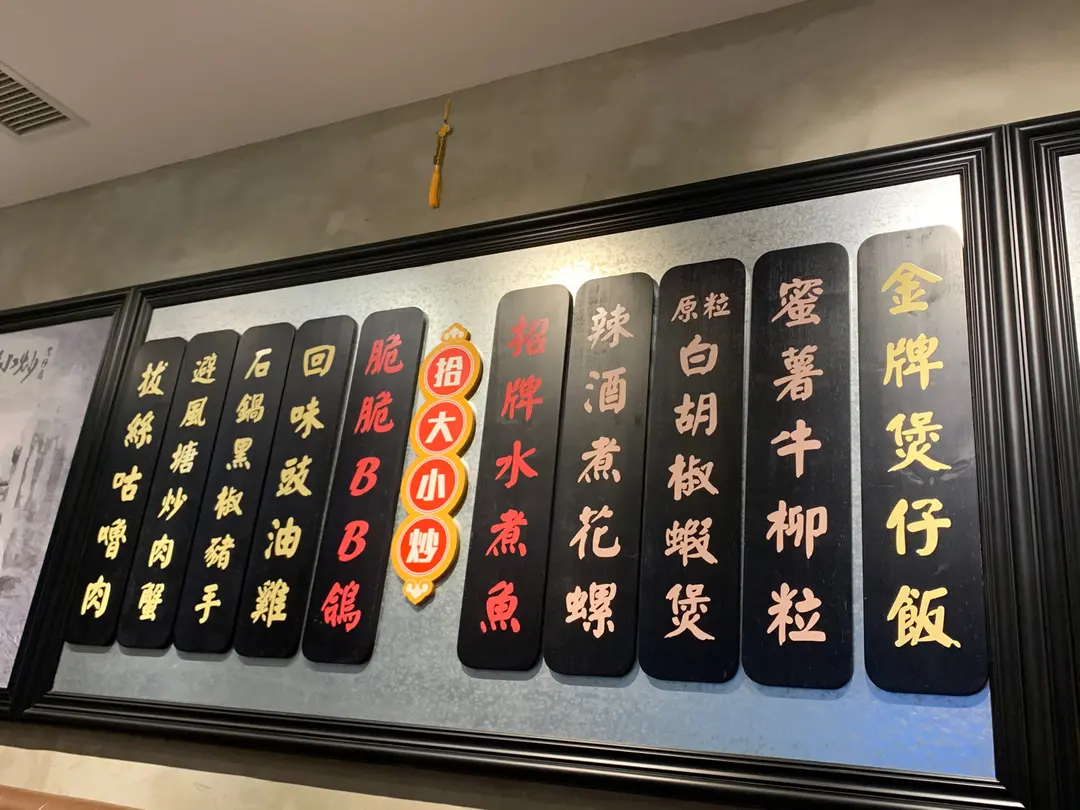 金牌煲仔飯
蜜薯牛柳粒
原粒白胡椒蝦煲
辣酒煮花螺
招牌水煮魚
拾大小炒
脆脆BB鴿
回味豉油雞
石鍋黑椒豬手
避風塘炒肉蟹
拔絲咕嚕肉